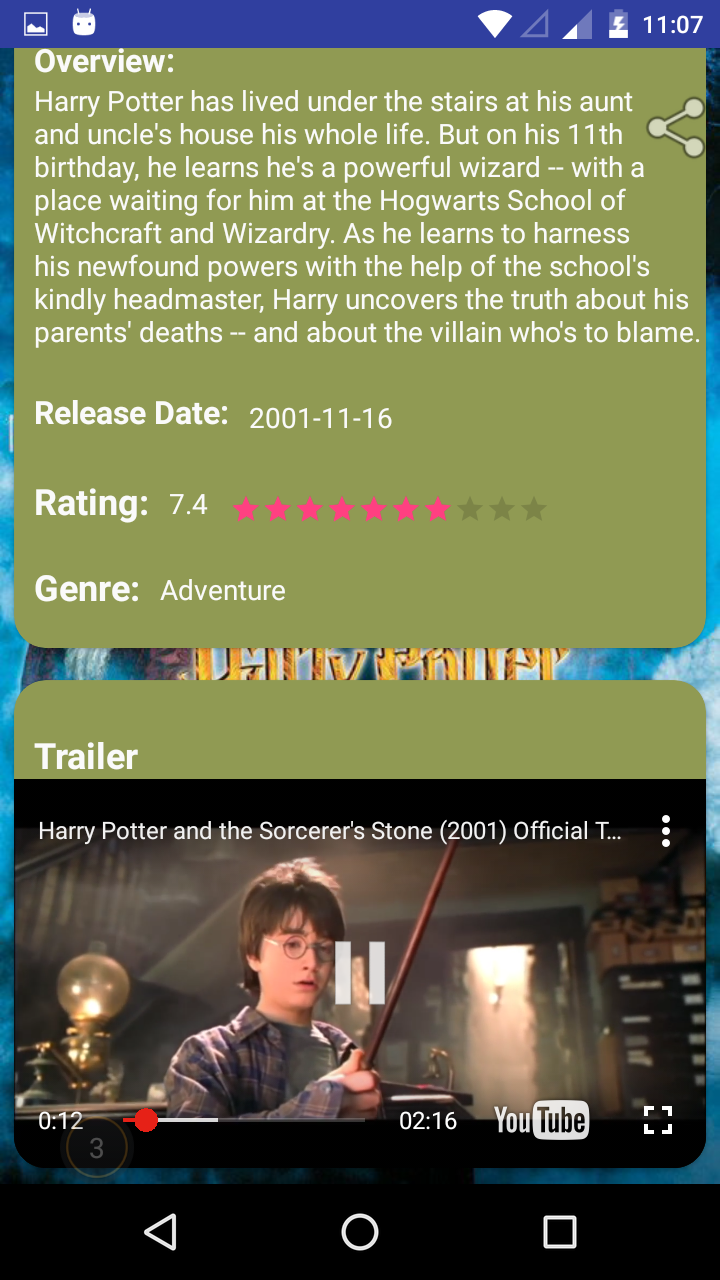 11:07
Overview:
Harry Potter has lived under the stairs at his aunt
and uncle's house his whole life. But on his 11th
birthday, he learns he's a powerful wizard -- with a
place waiting for him at the Hogwarts School of
Witchcraft and Wizardry. As he learns to harness
his newfound powers with the help of the school's
kindly headmaster, Harry uncovers the truth about his
parents' deaths -- and about the villain who's to blame.
Release Date: 2001-11-16
Rating: 7.4
Genre: Adventure
Harry Potter
Trailer
Harry Potter and the Sorcerer's Stone (2001) Official T...
0:12 02:16 YouTube
3